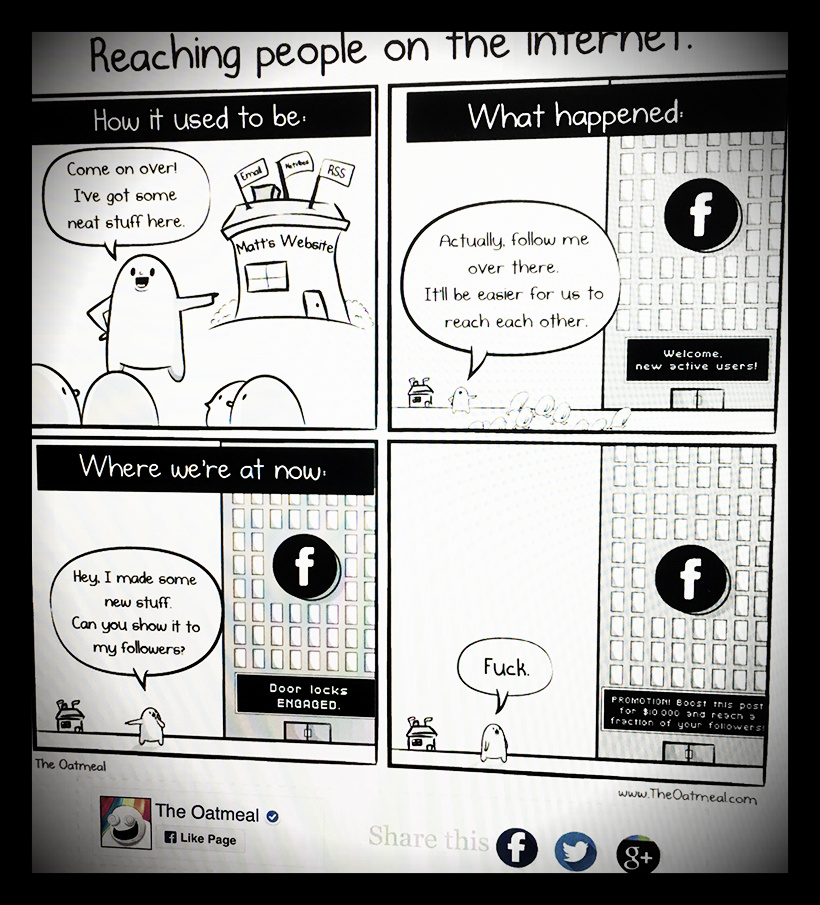 Reaching people on the internet.
How it used to be:
Come on over!
I've got some
neat stuff here.
Email
Netvibes
RSS
Matt's Website
What happened:
Actually, follow me
over there.
It'll be easier for us to
reach each other.
f
Welcome,
new active users!
Where we're at now:
Hey, I made some
new stuff.
Can you show it to
my followers?
f
Door locks
ENGAGED.
Fuck.
f
PROMOTION! Boost this post
for $10,000 and reach a
fraction of your followers!
The Oatmeal
www.TheOatmeal.com
The Oatmeal
f Like Page
Share this
f
g+